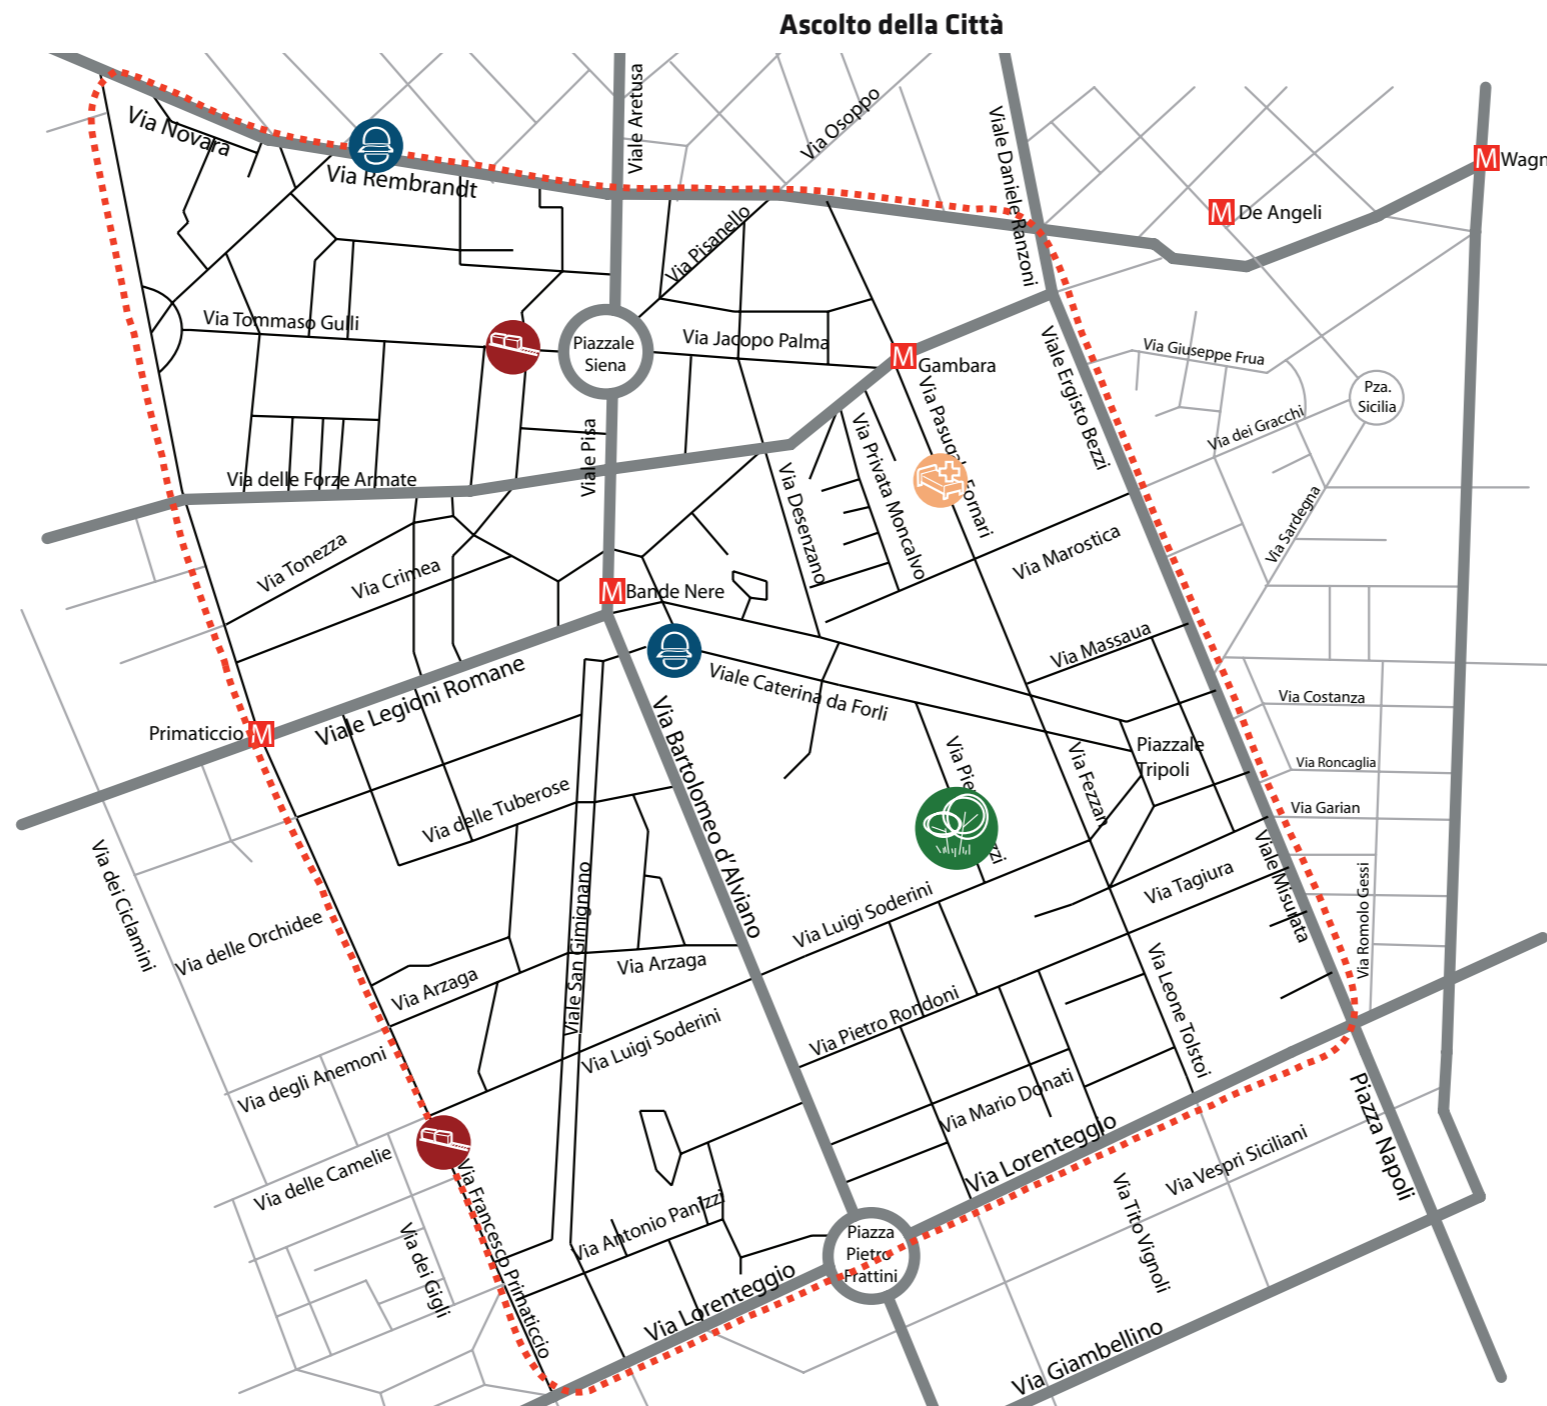 Ascolto della Città
Viale Aretusa
Via Osoppo
Viale Daniele Ranzoni
Via Novara
Via Rembrandt
M
Wagn
M
De Angeli
Via Pisanello
Via Tommaso Gulli
Piazzale
Siena
Via Jacopo Palma
M
Gambara
Viale Ergisto Bezzi
Via Giuseppe Frua
Pza.
Sicilia
Via dei Gracchi
Via Sardegna
Viale Pisa
Via delle Forze Armate
Via Desenzano
Via Privata Moncalvo
Via Pasug
Fornari
Via Marostica
Via Tonezza
Via Crimea
M
Bande Nere
Via Massaua
Viale Caterina da Forli
Viale Legioni Romane
Primaticcio
M
Via Bartolomeo d'Alviano
Via Pie
zi
Via Fezzan
Piazzale
Tripoli
Via Costanza
Via Roncaglia
Via Garian
Viale Misurata
Via Romolo Gessi
Via delle Tuberose
Via dei Ciclamini
Via delle Orchidee
Viale San Gimignano
Via Arzaga
Via Arzaga
Via Luigi Soderini
Via Luigi Soderini
Via Tagiura
Via Leone Tolstoi
Via Pietro Rondoni
Via Mario Donati
Via degli Anemoni
Via delle Camelie
Via dei Gigli
Via Francesco Primaticcio
Via Antonio Panizzi
Via Lorenteggio
Via Lorenteggio
Piazza
Pietro
Frattini
Via Tito Vignoli
Via Vespri Siciliani
Piazza Napoli
Via Giambellino